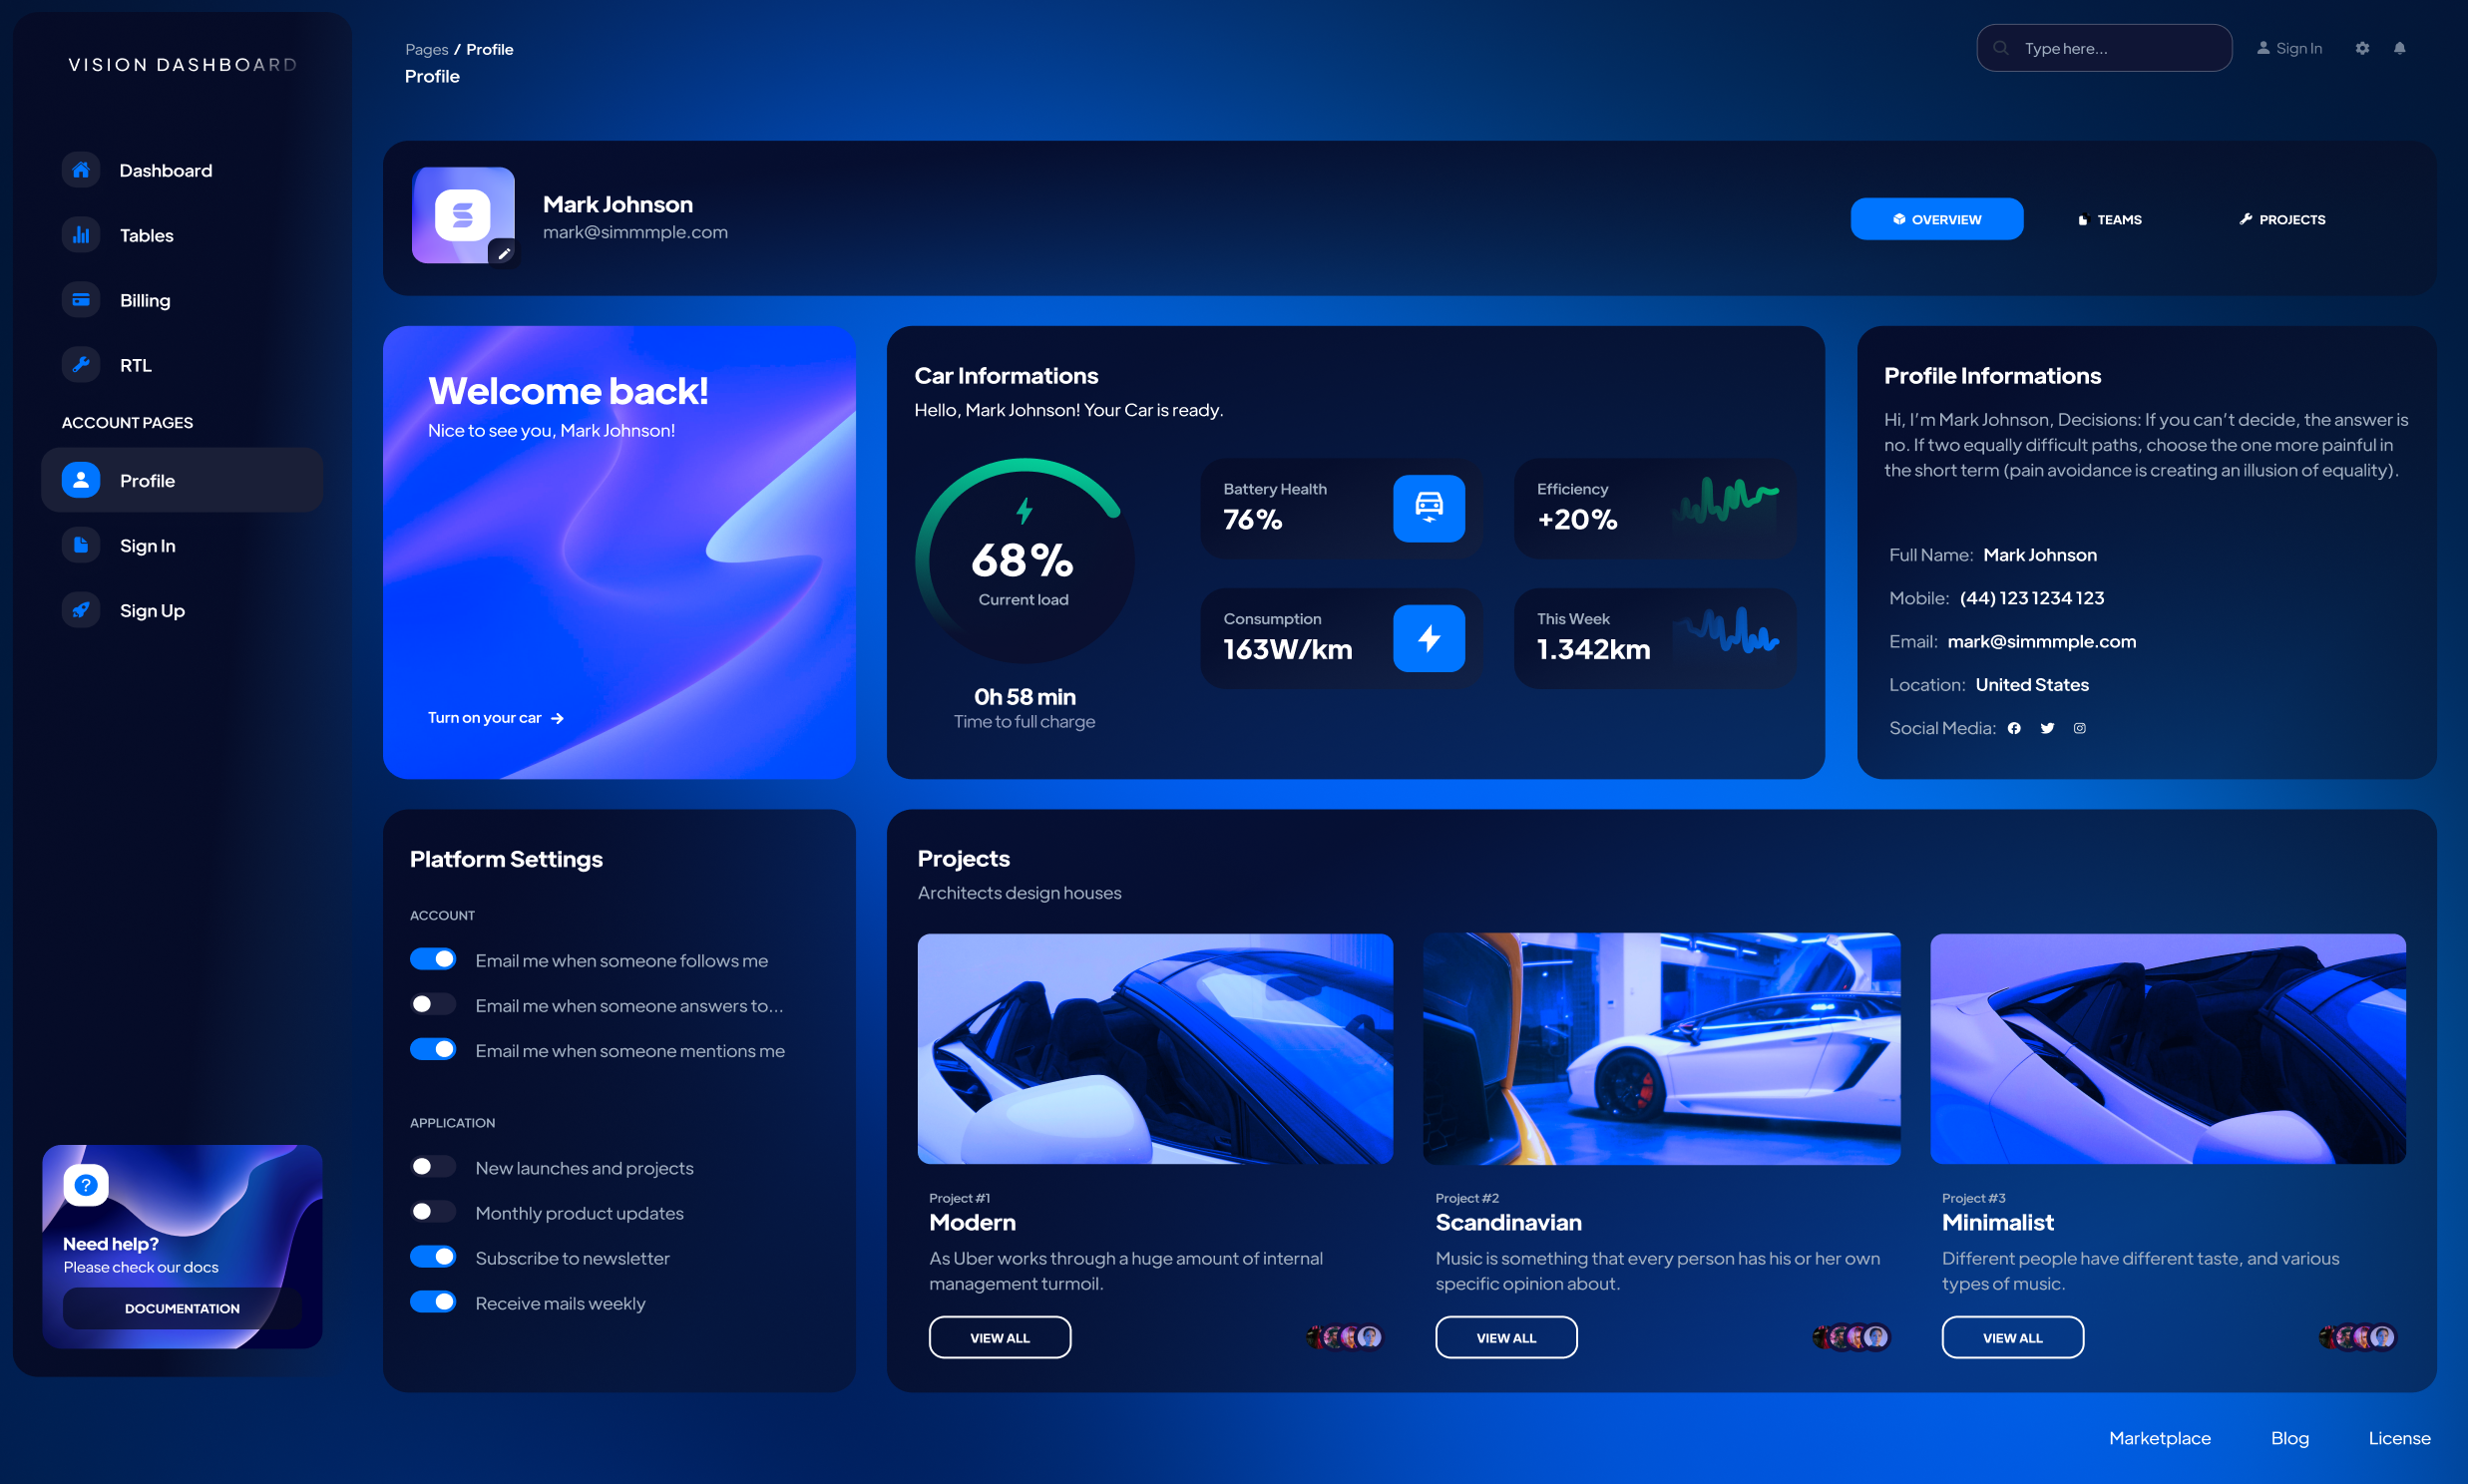 VISION DASHBOARD
Dashboard
Tables
Billing
RTL
ACCOUNT PAGES
Profile
Sign In
Sign Up
Need help?
Please check our docs
DOCUMENTATION
Pages / Profile
Profile
Type here...
Sign In
Mark Johnson
mark@simmmple.com
OVERVIEW
TEAMS
PROJECTS
Welcome back!
Nice to see you, Mark Johnson!
Turn on your car
Car Informations
Hello, Mark Johnson! Your Car is ready.
68%
Current load
0h 58 min
Time to full charge
Battery Health
76%
Efficiency
+20%
Consumption
163W/km
This Week
1.342km
Profile Informations
Hi, I’m Mark Johnson, Decisions: If you can’t decide, the answer is
no. If two equally difficult paths, choose the one more painful in
the short term (pain avoidance is creating an illusion of equality).
Full Name: Mark Johnson
Mobile: (44) 123 1234 123
Email: mark@simmmple.com
Location: United States
Social Media:
Platform Settings
ACCOUNT
Email me when someone follows me
Email me when someone answers to...
Email me when someone mentions me
APPLICATION
New launches and projects
Monthly product updates
Subscribe to newsletter
Receive mails weekly
Projects
Architects design houses
Project #1
Modern
As Uber works through a huge amount of internal
management turmoil.
VIEW ALL
Project #2
Scandinavian
Music is something that every person has his or her own
specific opinion about.
VIEW ALL
Project #3
Minimalist
Different people have different taste, and various
types of music.
VIEW ALL
Marketplace
Blog
License